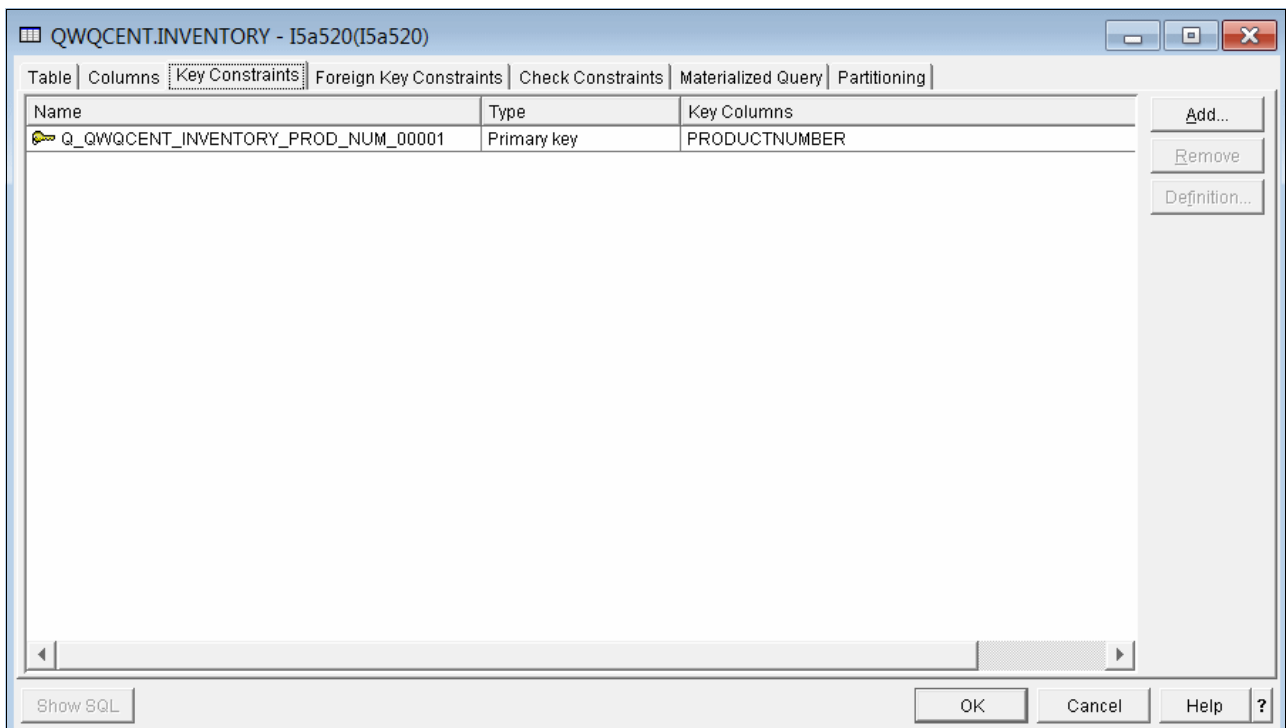 QWQCENT.INVENTORY - I5a520(I5a520)
Table Columns Key Constraints Foreign Key Constraints Check Constraints Materialized Query Partitioning
Name Type Key Columns
Q_QWQCENT_INVENTORY_PROD_NUM_00001 Primary key PRODUCTNUMBER
Add...
Remove
Definition...
Show SQL OK Cancel Help ?